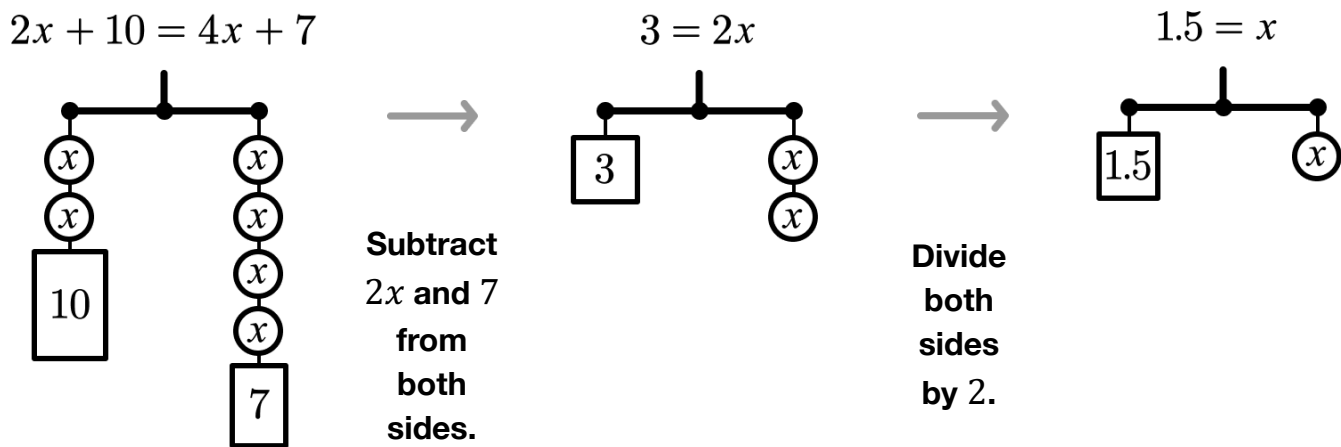 2x + 10 = 4x + 7
x
x
10
x
x
x
x
7
Subtract
2x and 7
from
both
sides.
3 = 2x
3
x
x
Divide
both
sides
by 2.
1.5 = x
1.5
x